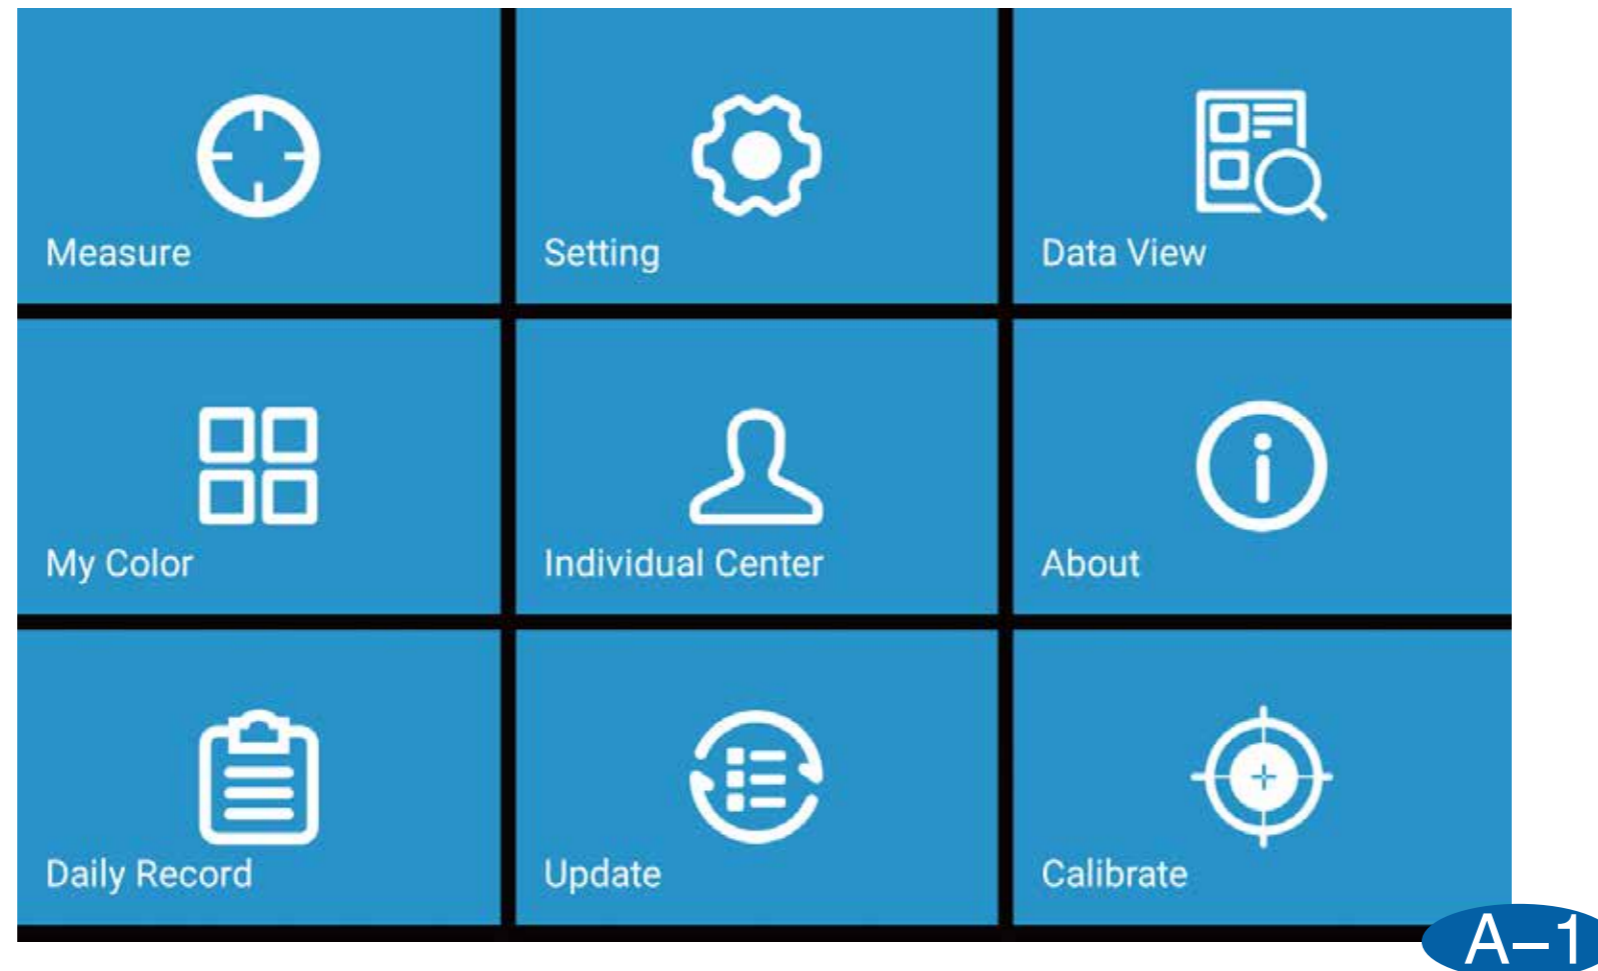 Measure
Setting
Data View
My Color
Individual Center
About
Daily Record
Update
Calibrate
A–1